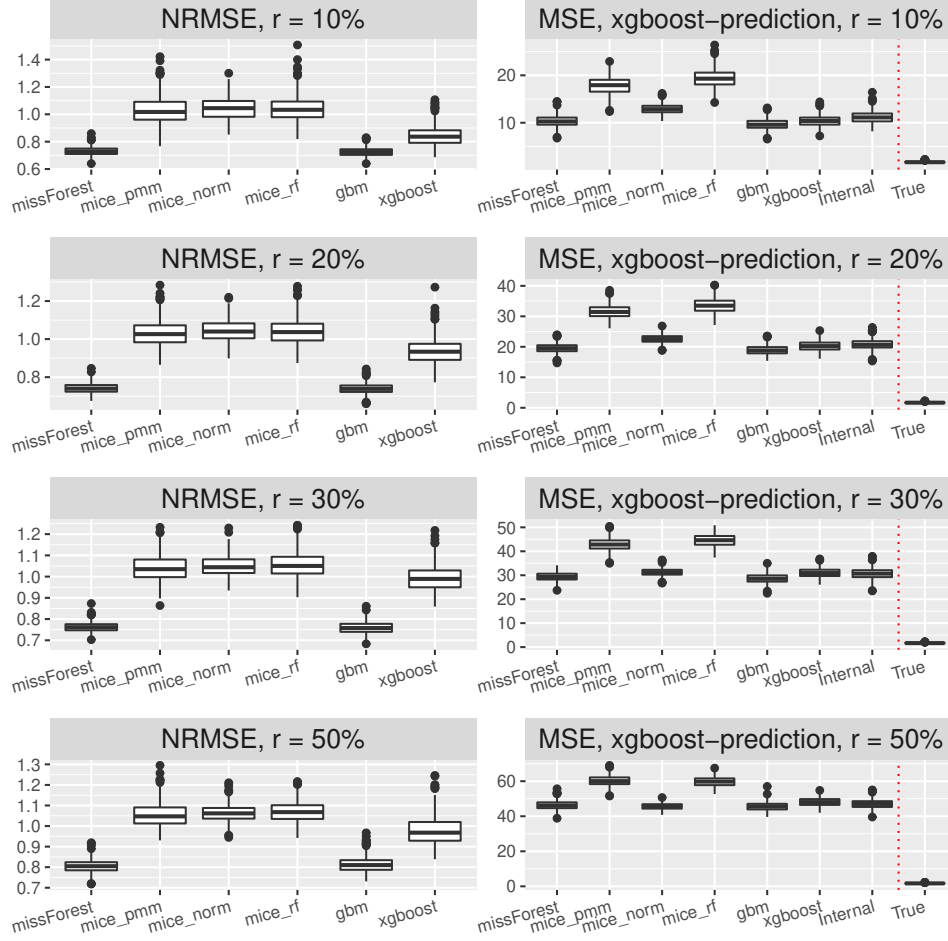 NRMSE, r = 10%
1.4
1.2
1.0
0.8
0.6
missForest mice_pmm mice_norm mice_rf gbm xgboost
MSE, xgboost−prediction, r = 10%
20
10
missForest mice_pmm mice_norm mice_rf gbm xgboost Internal True
NRMSE, r = 20%
1.2
1.0
0.8
missForest mice_pmm mice_norm mice_rf gbm xgboost
MSE, xgboost−prediction, r = 20%
40
30
20
10
0
missForest mice_pmm mice_norm mice_rf gbm xgboost Internal True
NRMSE, r = 30%
1.2
1.1
1.0
0.9
0.8
0.7
missForest mice_pmm mice_norm mice_rf gbm xgboost
MSE, xgboost−prediction, r = 30%
50
40
30
20
10
0
missForest mice_pmm mice_norm mice_rf gbm xgboost Internal True
NRMSE, r = 50%
1.3
1.2
1.1
1.0
0.9
0.8
0.7
missForest mice_pmm mice_norm mice_rf gbm xgboost
MSE, xgboost−prediction, r = 50%
60
40
20
0
missForest mice_pmm mice_norm mice_rf gbm xgboost Internal True